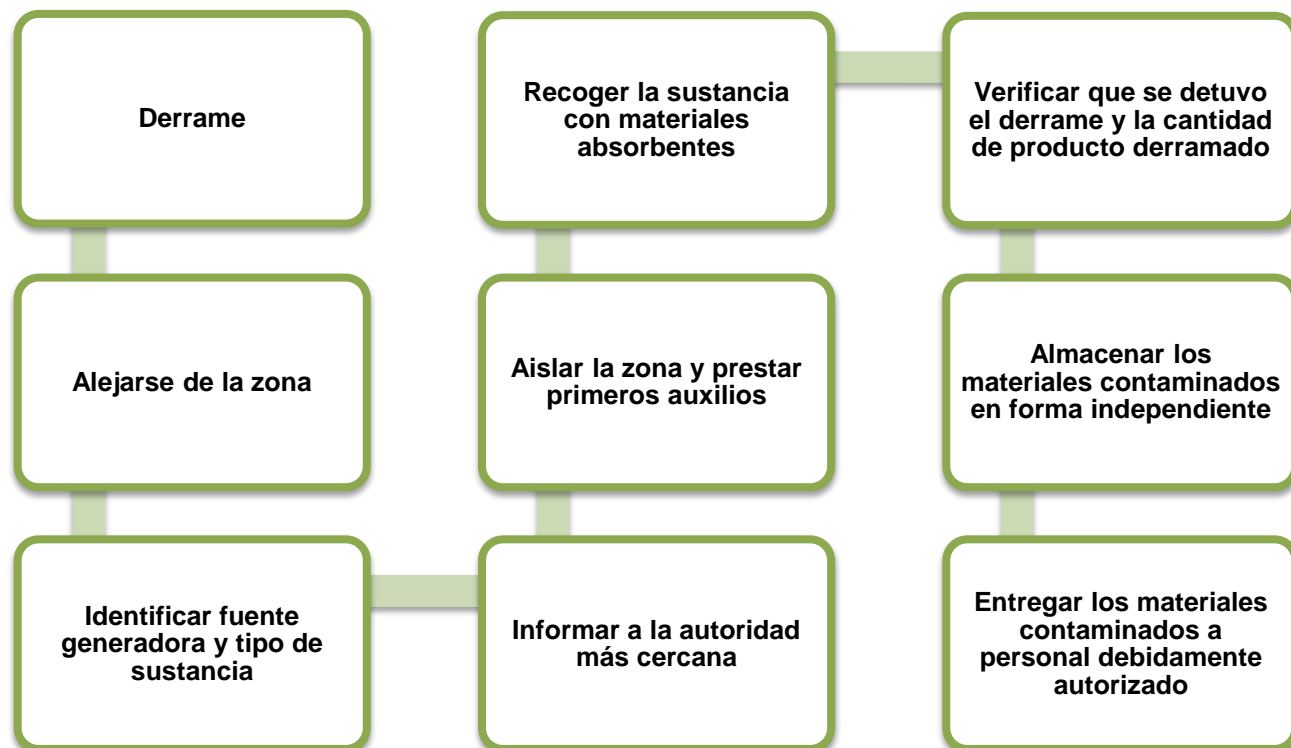 Derrame
Alejarse de la zona
Identificar fuente
generadora y tipo de
sustancia
Informar a la autoridad
más cercana
Aislar la zona y prestar
primeros auxilios
Recoger la sustancia
con materiales
absorbentes
Verificar que se detuvo
el derrame y la cantidad
de producto derramado
Almacenar los
materiales contaminados
en forma independiente
Entregar los materiales
contaminados a
personal debidamente
autorizado